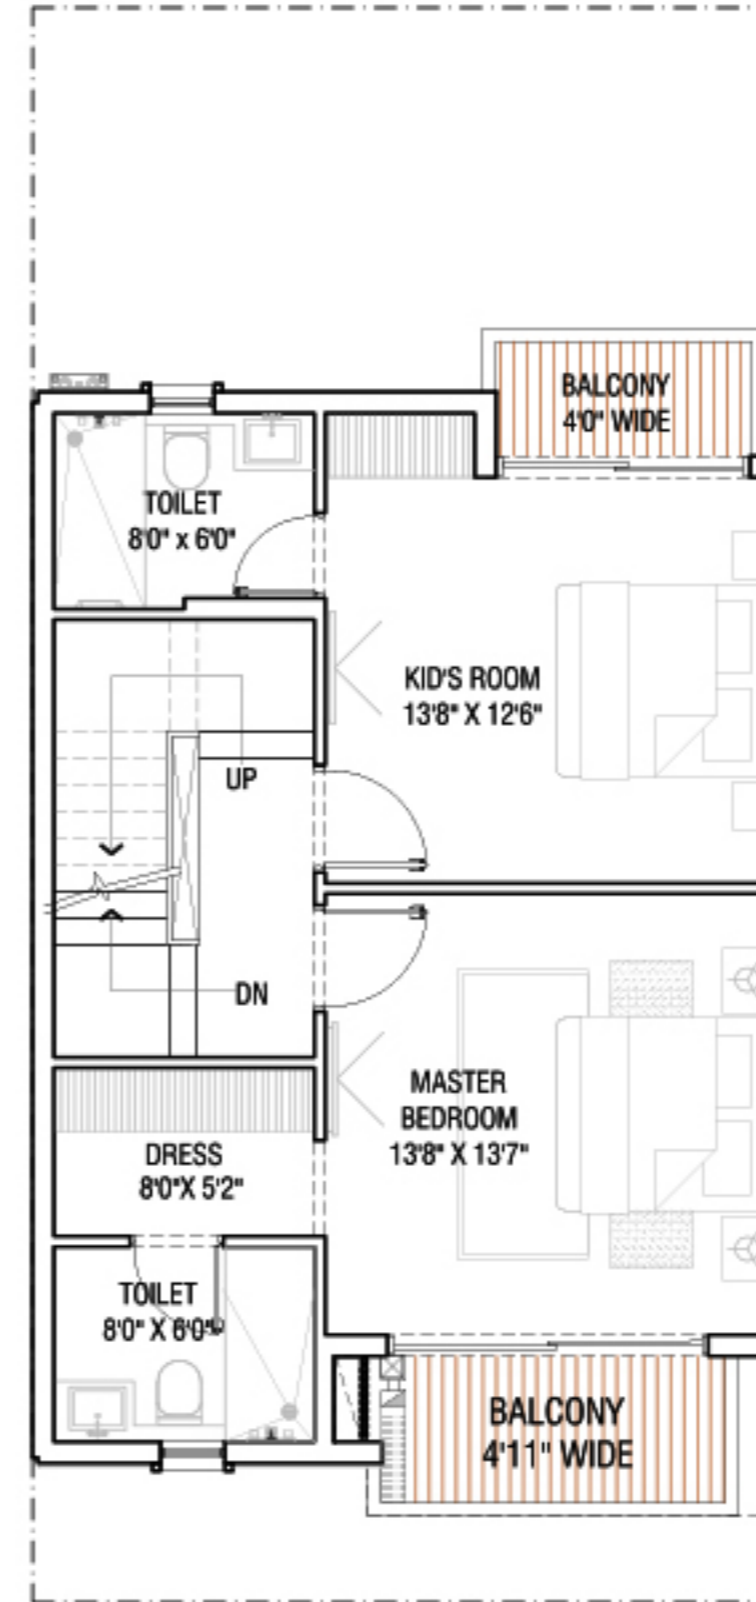 BALCONY
4'0" WIDE
TOILET
8'0" x 6'0"
KID'S ROOM
13'8" X 12'6"
UP
DN
MASTER
BEDROOM
13'8" X 13'7"
DRESS
8'0"X 5'2"
TOILET
8'0" X 6'0"
BALCONY
4'11" WIDE